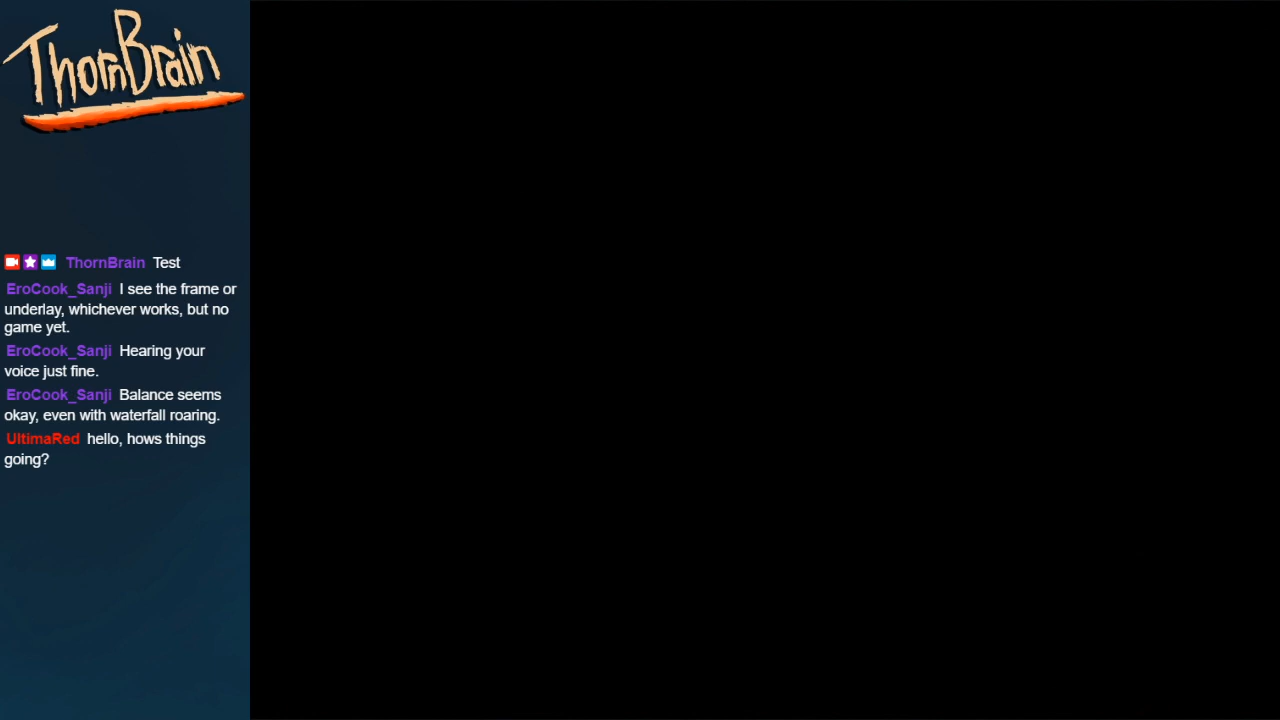 ThornBrain
ThornBrain Test
EroCook_Sanji I see the frame or
underlay, whichever works, but no
game yet.
EroCook_Sanji Hearing your
voice just fine.
EroCook_Sanji Balance seems
okay, even with waterfall roaring.
UltimaRed hello, hows things
going?